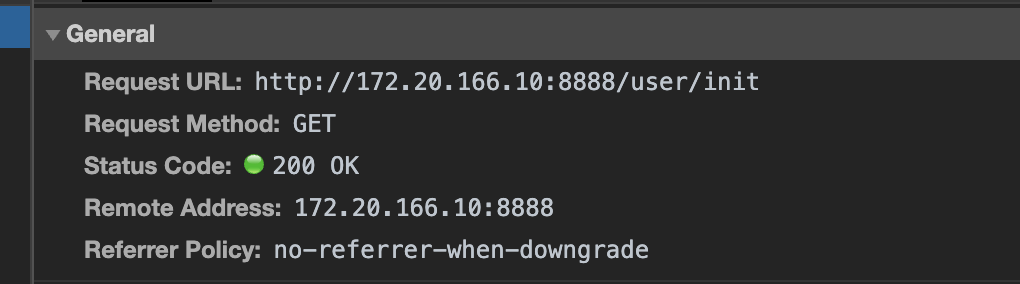 General
Request URL: http://172.20.166.10:8888/user/init
Request Method: GET
Status Code: 200 OK
Remote Address: 172.20.166.10:8888
Referrer Policy: no-referrer-when-downgrade